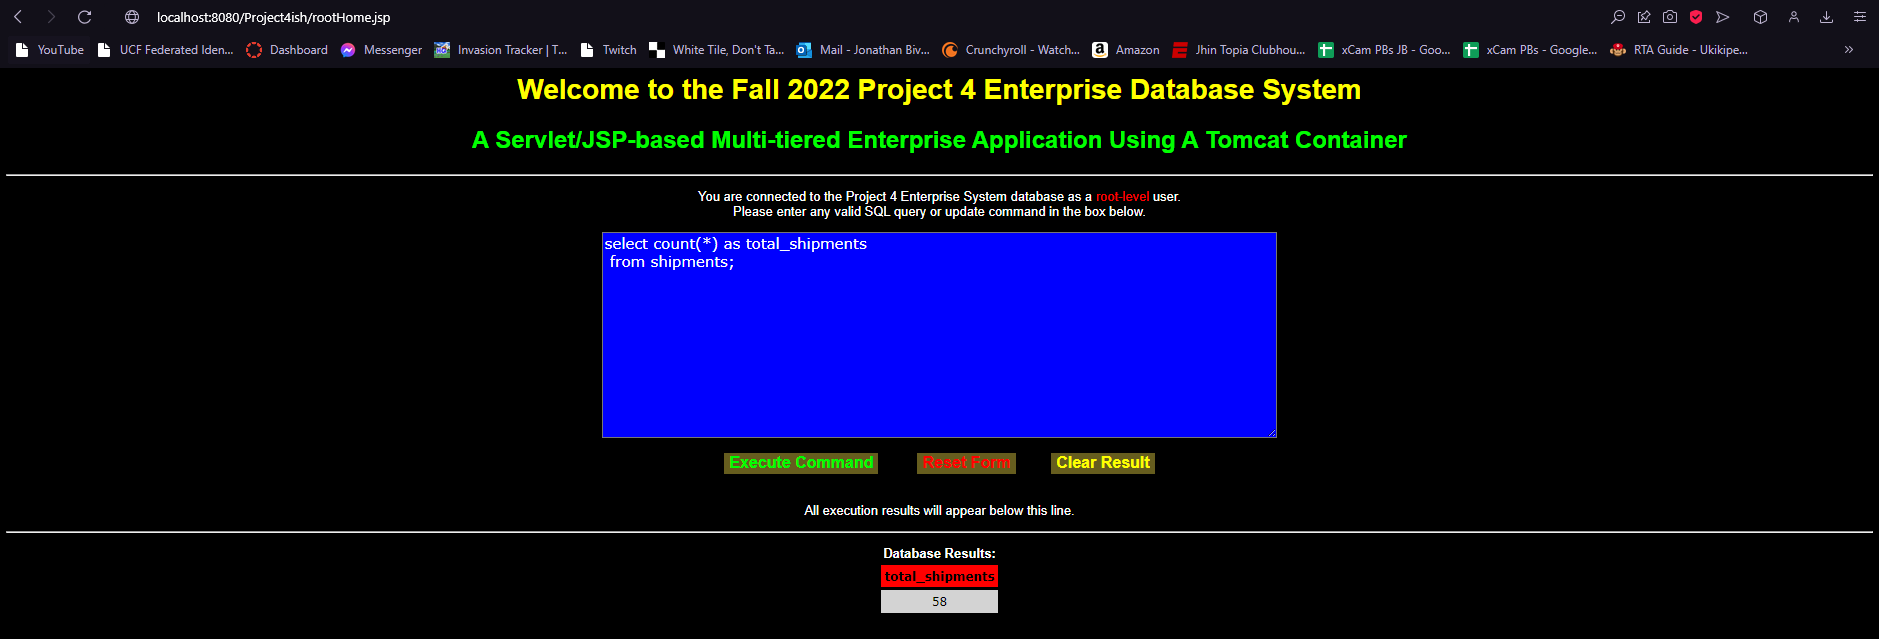 localhost:8080/Project4ish/rootHome.jsp
YouTube UCF Federated Iden... Dashboard Messenger Invasion Tracker | T... Twitch White Tile, Don't Ta... Mail - Jonathan Biv... Crunchyroll - Watch... Amazon Jhin Topia Clubhou... xCam PBs JB - Goo... xCam PBs - Google... RTA Guide - Ukikipe... »
Welcome to the Fall 2022 Project 4 Enterprise Database System
A Servlet/JSP-based Multi-tiered Enterprise Application Using A Tomcat Container
You are connected to the Project 4 Enterprise System database as a root-level user.
Please enter any valid SQL query or update command in the box below.
select count(*) as total_shipments
from shipments;
Execute Command Reset Form Clear Result
All execution results will appear below this line.
Database Results:
total_shipments
58